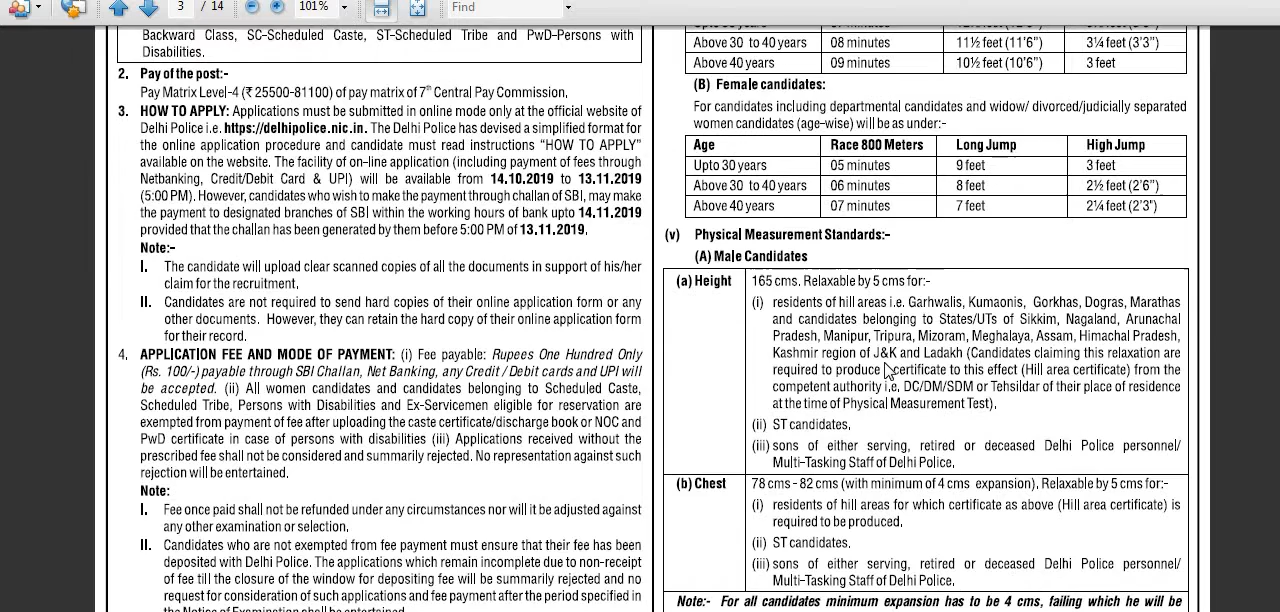 3 / 14
101%
Find
Backward Class, SC-Scheduled Caste, ST-Scheduled Tribe and PwD-Persons with
Disabilities.
2. Pay of the post:-
Pay Matrix Level-4 (₹ 25500-81100) of pay matrix of 7th Central Pay Commission.
3. HOW TO APPLY: Applications must be submitted in online mode only at the official website of
Delhi Police i.e. https://delhipolice.nic.in. The Delhi Police has devised a simplified format for
the online application procedure and candidate must read instructions “HOW TO APPLY”
available on the website. The facility of on-line application (including payment of fees through
Netbanking, Credit/Debit Card & UPI) will be available from 14.10.2019 to 13.11.2019
(5:00 PM). However, candidates who wish to make the payment through challan of SBI, may make
the payment to designated branches of SBI within the working hours of bank upto 14.11.2019
provided that the challan has been generated by them before 5:00 PM of 13.11.2019.
Note:-
I. The candidate will upload clear scanned copies of all the documents in support of his/her
claim for the recruitment.
II. Candidates are not required to send hard copies of their online application form or any
other documents. However, they can retain the hard copy of their online application form
for their record.
4. APPLICATION FEE AND MODE OF PAYMENT: (i) Fee payable: Rupees One Hundred Only
(Rs. 100/-) payable through SBI Challan, Net Banking, any Credit / Debit cards and UPI will
be accepted. (ii) All women candidates and candidates belonging to Scheduled Caste,
Scheduled Tribe, Persons with Disabilities and Ex-Servicemen eligible for reservation are
exempted from payment of fee after uploading the caste certificate/discharge book or NOC and
PwD certificate in case of persons with disabilities (iii) Applications received without the
prescribed fee shall not be considered and summarily rejected. No representation against such
rejection will be entertained.
Note:
I. Fee once paid shall not be refunded under any circumstances nor will it be adjusted against
any other examination or selection.
II. Candidates who are not exempted from fee payment must ensure that their fee has been
deposited with Delhi Police. The applications which remain incomplete due to non-receipt
of fee till the closure of the window for depositing fee will be summarily rejected and no
request for consideration of such applications and fee payment after the period specified in
the Notice of Examination shall be entertained.
Above 30 to 40 years 08 minutes 11½ feet (11’6”) 3¼ feet (3’3”)
Above 40 years 09 minutes 10½ feet (10’6”) 3 feet
(B) Female candidates:
For candidates including departmental candidates and widow/ divorced/judicially separated
women candidates (age-wise) will be as under:-
Age Race 800 Meters Long Jump High Jump
Upto 30 years 05 minutes 9 feet 3 feet
Above 30 to 40 years 06 minutes 8 feet 2½ feet (2’6”)
Above 40 years 07 minutes 7 feet 2¼ feet (2’3”)
(v) Physical Measurement Standards:-
(A) Male Candidates
(a) Height 165 cms. Relaxable by 5 cms for:-
(i) residents of hill areas i.e. Garhwalis, Kumaonis, Gorkhas, Dogras, Marathas
and candidates belonging to States/UTs of Sikkim, Nagaland, Arunachal
Pradesh, Manipur, Tripura, Mizoram, Meghalaya, Assam, Himachal Pradesh,
Kashmir region of J&K and Ladakh (Candidates claiming this relaxation are
required to produce certificate to this effect (Hill area certificate) from the
competent authority i.e. DC/DM/SDM or Tehsildar of their place of residence
at the time of Physical Measurement Test).
(ii) ST candidates.
(iii) sons of either serving, retired or deceased Delhi Police personnel/
Multi-Tasking Staff of Delhi Police.
(b) Chest 78 cms - 82 cms (with minimum of 4 cms expansion). Relaxable by 5 cms for:-
(i) residents of hill areas for which certificate as above (Hill area certificate) is
required to be produced.
(ii) ST candidates.
(iii) sons of either serving, retired or deceased Delhi Police personnel/
Multi-Tasking Staff of Delhi Police.
Note:- For all candidates minimum expansion has to be 4 cms, failing which he will be